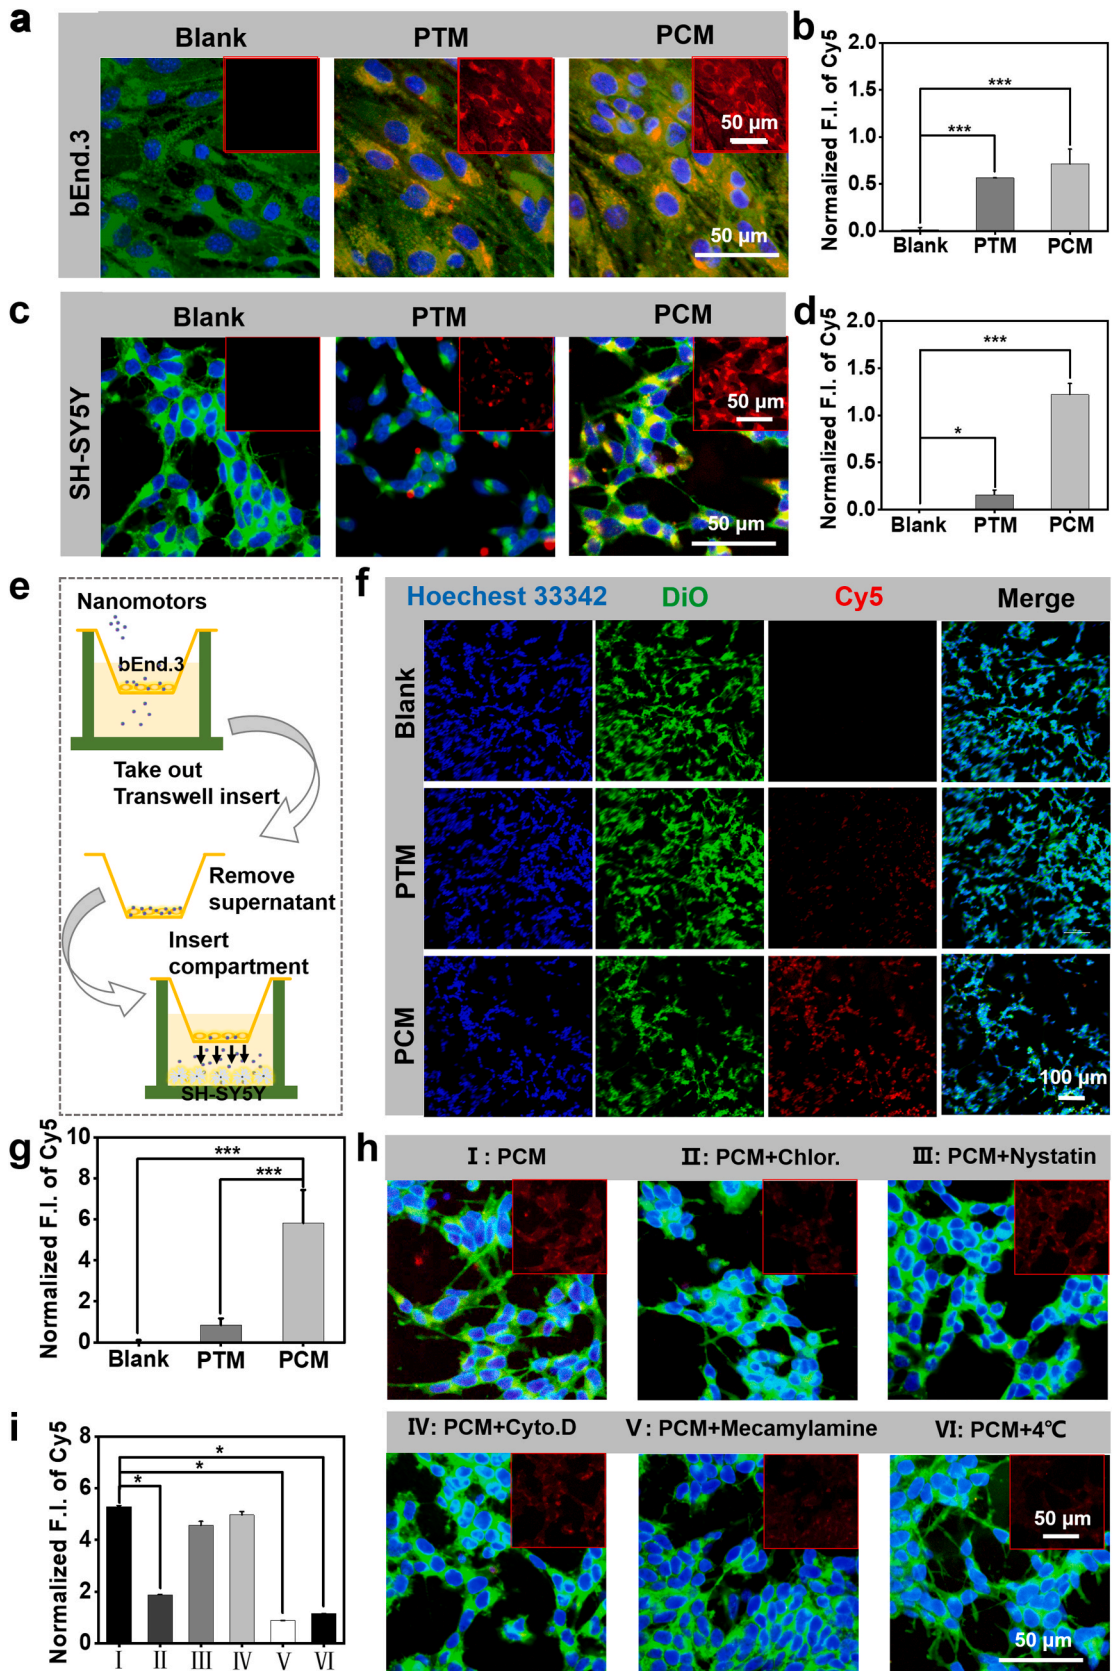 a
Blank PTM PCM
bEnd.3
50 µm
50 µm
b
Normalized F.I. of Cy5
2.0
1.5
1.0
0.5
0.0
***
***
Blank PTM PCM
c
Blank PTM PCM
SH-SY5Y
50 µm
50 µm
d
Normalized F.I. of Cy5
2.0
1.5
1.0
0.5
0.0
***
*
Blank PTM PCM
e
Nanomotors
bEnd.3
Take out
Transwell insert
Remove
supernatant
Insert
compartment
SH-SY5Y
f
Hoechest 33342 DiO Cy5 Merge
Blank
PTM
PCM
100 µm
g
Normalized F.I. of Cy5
10
8
6
4
2
0
***
***
Blank PTM PCM
h
Ⅰ: PCM Ⅱ: PCM+Chlor. Ⅲ: PCM+Nystatin
Ⅳ: PCM+Cyto.D Ⅴ: PCM+Mecamylamine Ⅵ: PCM+4℃
50 µm
50 µm
i
Normalized F.I. of Cy5
8
6
4
2
0
*
*
*
Ⅰ Ⅱ Ⅲ Ⅳ Ⅴ Ⅵ